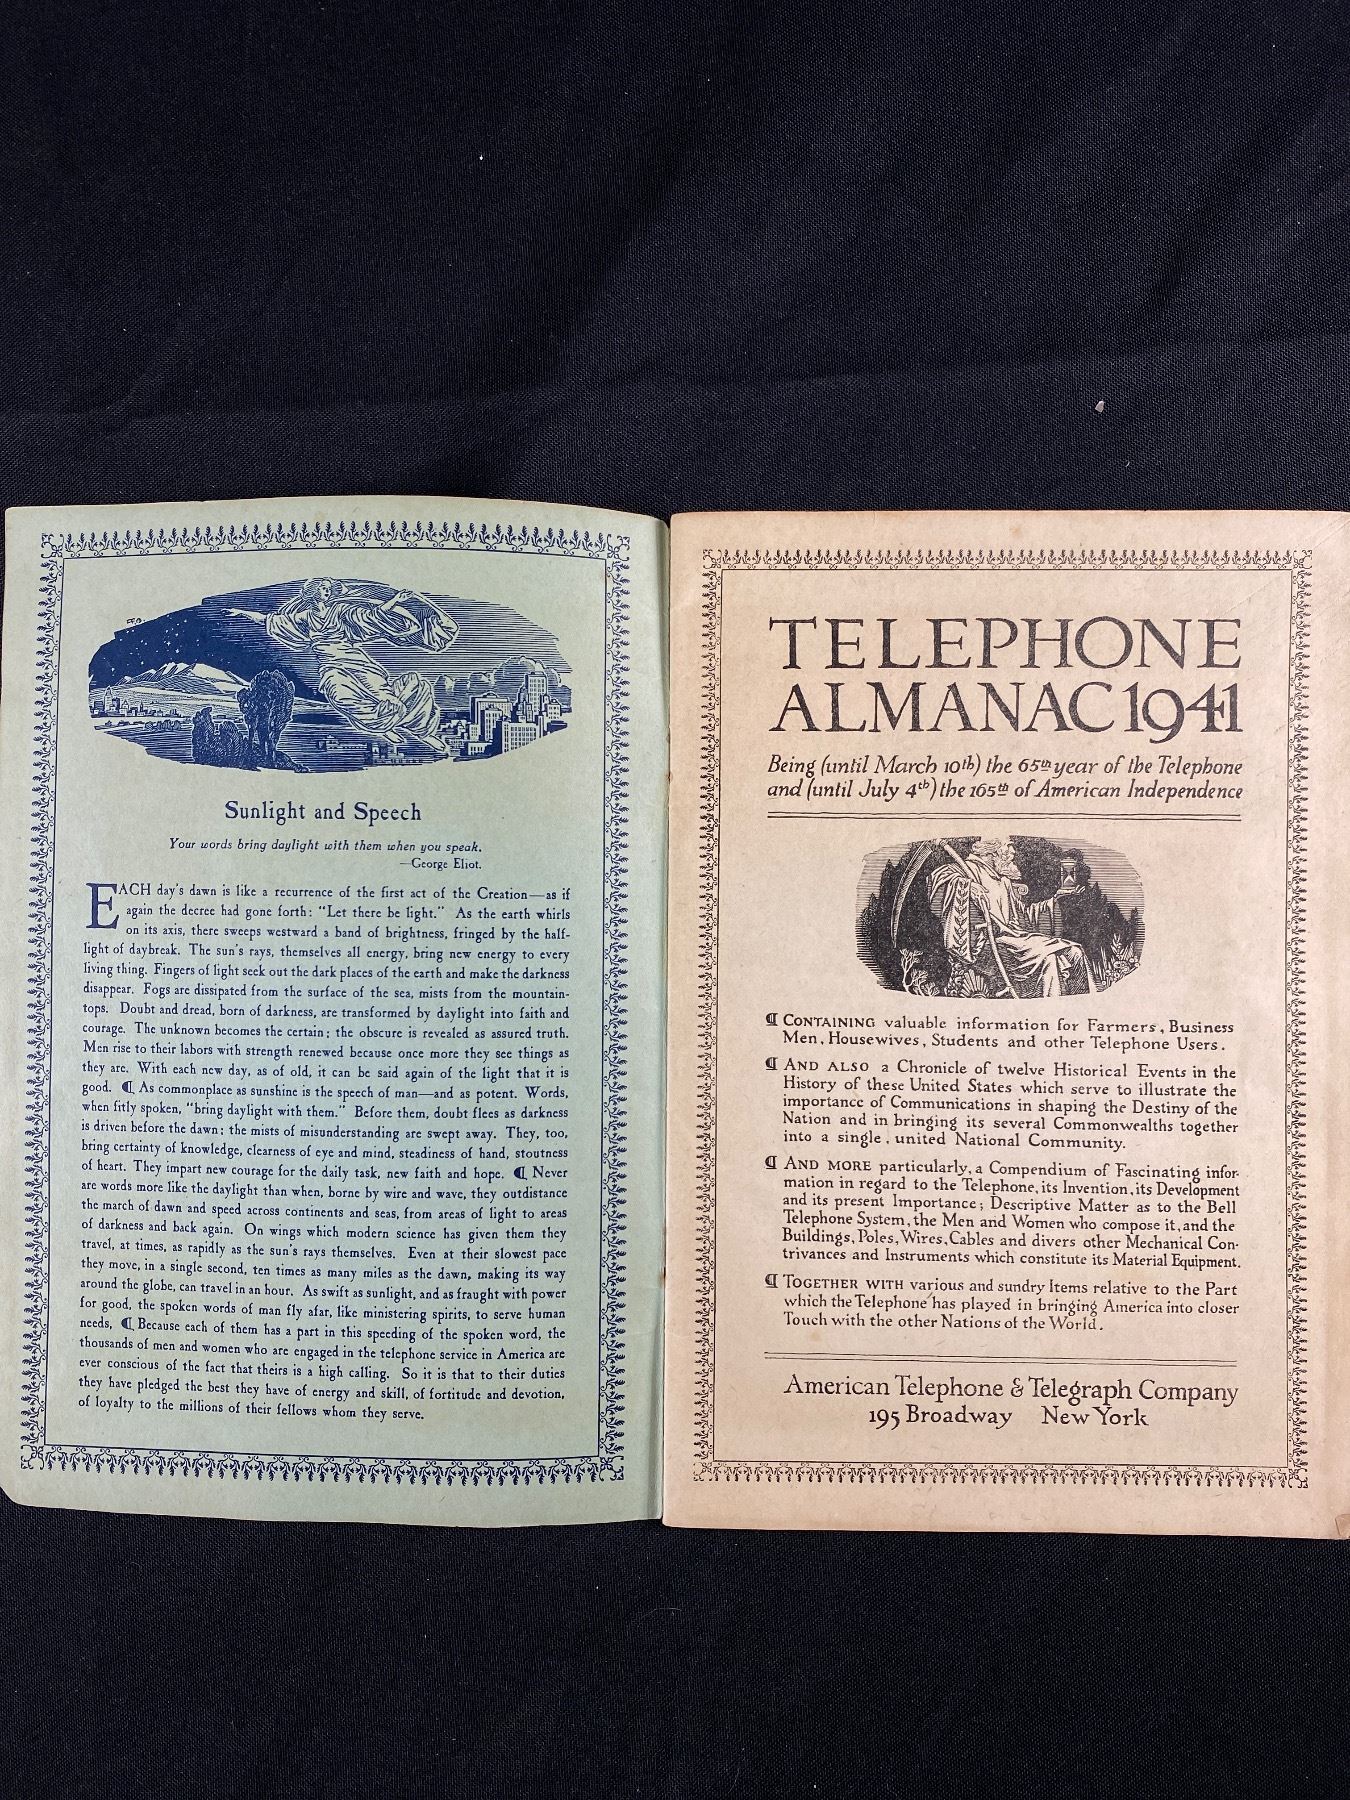 Sunlight and Speech
Your words bring daylight with them when you speak.
—George Eliot.
EACH day's dawn is like a recurrence of the first act of the Creation—as if
again the decree had gone forth: "Let there be light." As the earth whirls
on its axis, there sweeps westward a band of brightness, fringed by the half-
light of daybreak. The sun's rays, themselves all energy, bring new energy to every
living thing. Fingers of light seek out the dark places of the earth and make the darkness
disappear. Fogs are dissipated from the surface of the sea, mists from the mountain-
tops. Doubt and dread, born of darkness, are transformed by daylight into faith and
courage. The unknown becomes the certain; the obscure is revealed as assured truth.
Men rise to their labors with strength renewed because once more they see things as
they are. With each new day, as of old, it can be said again of the light that it is
good. ¶ As commonplace as sunshine is the speech of man—and as potent. Words,
when fitly spoken, "bring daylight with them." Before them, doubt flees as darkness
is driven before the dawn; the mists of misunderstanding are swept away. They, too,
bring certainty of knowledge, clearness of eye and mind, steadiness of hand, stoutness
of heart. They impart new courage for the daily task, new faith and hope. ¶ Never
are words more like the daylight than when, borne by wire and wave, they outdistance
the march of dawn and speed across continents and seas, from areas of light to areas
of darkness and back again. On wings which modern science has given them they
travel, at times, as rapidly as the sun's rays themselves. Even at their slowest pace
they move, in a single second, ten times as many miles as the dawn, making its way
around the globe, can travel in an hour. As swift as sunlight, and as fraught with power
for good, the spoken words of man fly afar, like ministering spirits, to serve human
needs. ¶ Because each of them has a part in this speeding of the spoken word, the
thousands of men and women who are engaged in the telephone service in America are
ever conscious of the fact that theirs is a high calling. So it is that to their duties
they have pledged the best they have of energy and skill, of fortitude and devotion,
of loyalty to the millions of their fellows whom they serve.
TELEPHONE
ALMANAC 1941
Being (until March 10th) the 65th year of the Telephone
and (until July 4th) the 165th of American Independence
¶ CONTAINING valuable information for Farmers, Business
Men, Housewives, Students and other Telephone Users.
¶ AND ALSO a Chronicle of twelve Historical Events in the
History of these United States which serve to illustrate the
importance of Communications in shaping the Destiny of the
Nation and in bringing its several Commonwealths together
into a single, united National Community.
¶ AND MORE particularly, a Compendium of Fascinating infor-
mation in regard to the Telephone, its Invention, its Development
and its present Importance; Descriptive Matter as to the Bell
Telephone System, the Men and Women who compose it, and the
Buildings, Poles, Wires, Cables and divers other Mechanical Con-
trivances and Instruments which constitute its Material Equipment.
¶ TOGETHER WITH various and sundry Items relative to the Part
which the Telephone has played in bringing America into closer
Touch with the other Nations of the World.
American Telephone & Telegraph Company
195 Broadway New York